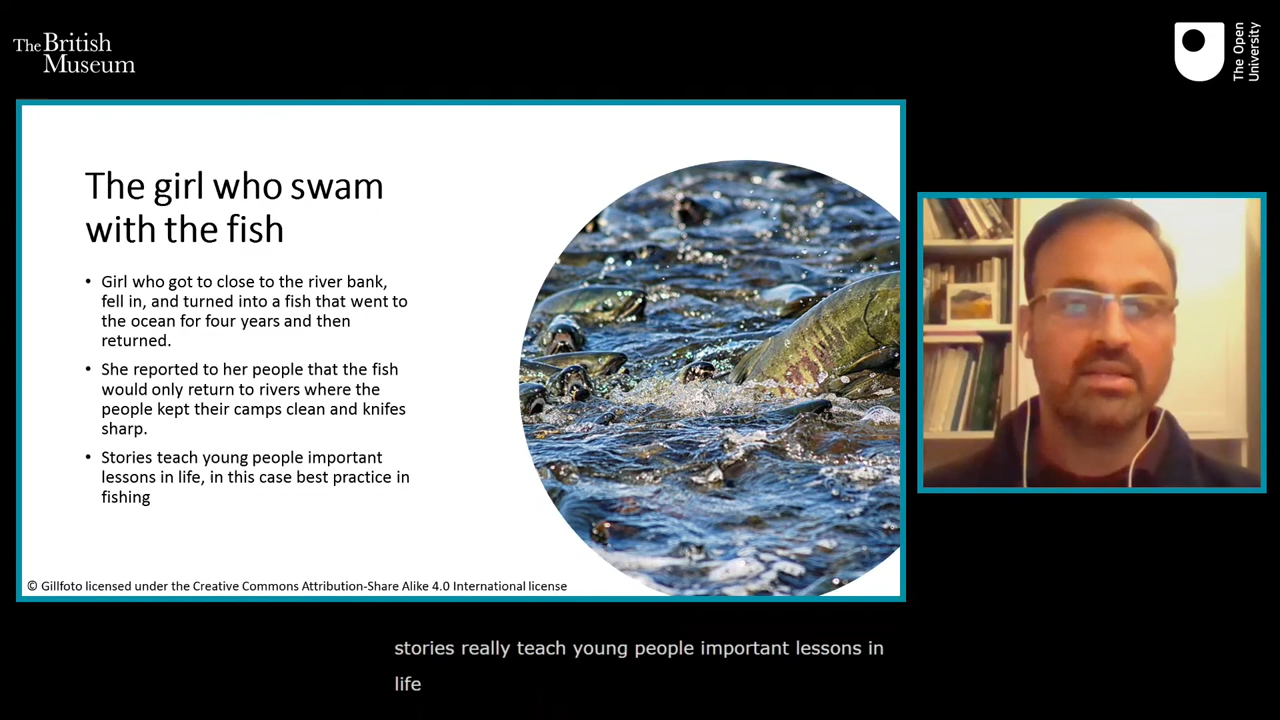 The British
Museum
The Open
University
The girl who swam
with the fish
• Girl who got to close to the river bank,
fell in, and turned into a fish that went to
the ocean for four years and then
returned.
• She reported to her people that the fish
would only return to rivers where the
people kept their camps clean and knifes
sharp.
• Stories teach young people important
lessons in life, in this case best practice in
fishing
© Gillfoto licensed under the Creative Commons Attribution-Share Alike 4.0 International license
stories really teach young people important lessons in
life